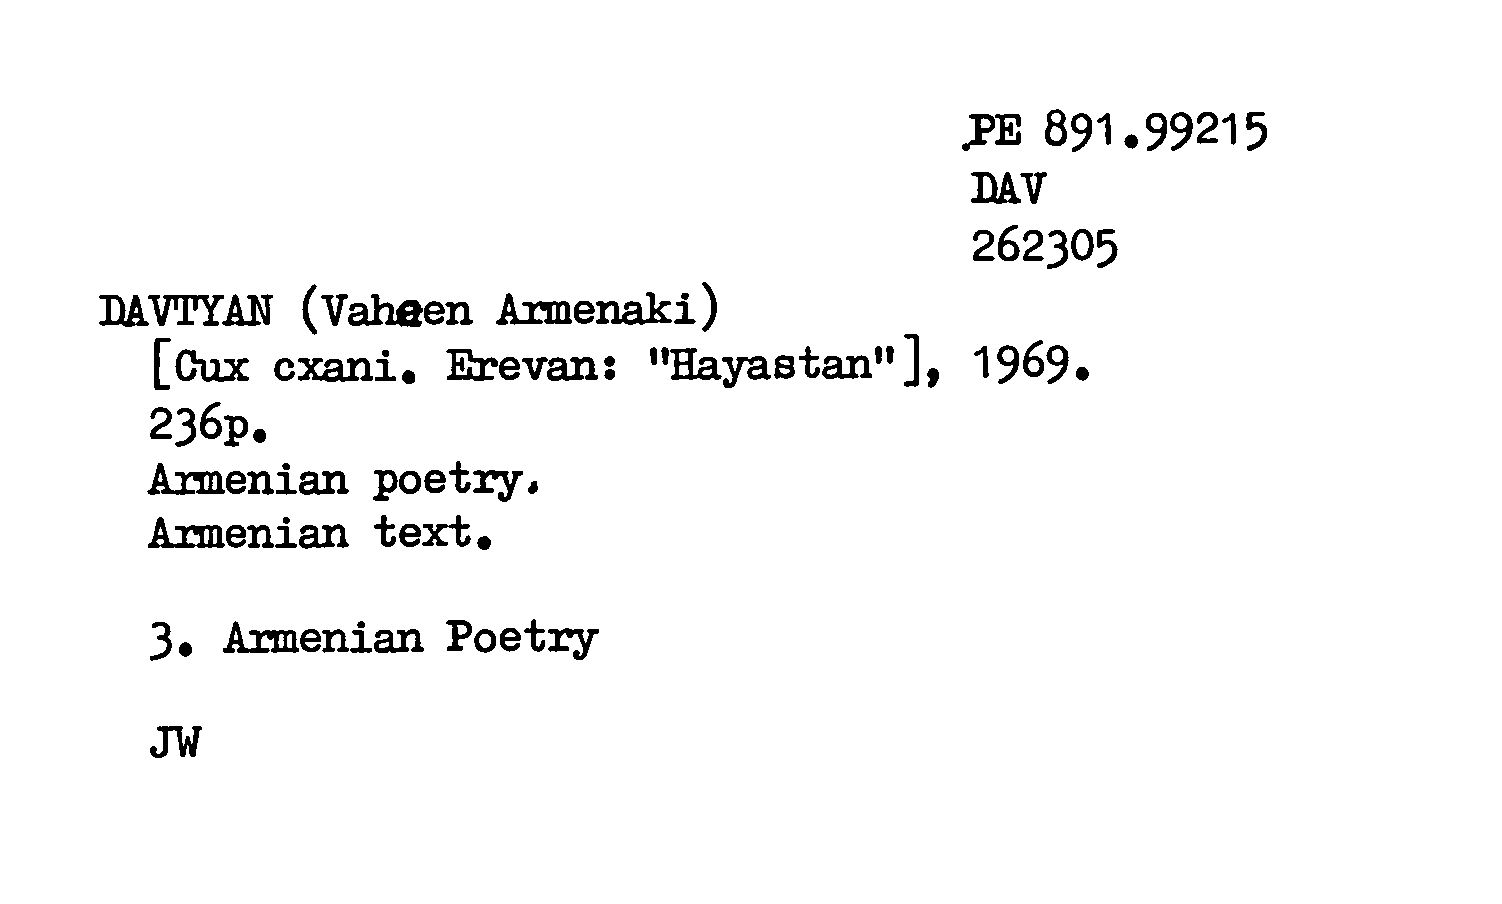 PE 891.99215
DAV
262305
DAVTYAN (Vaheen Armenaki)
[Cux cxani. Erevan: "Hayastan"], 1969.
236p.
Armenian poetry.
Armenian text.
3. Armenian Poetry
JW